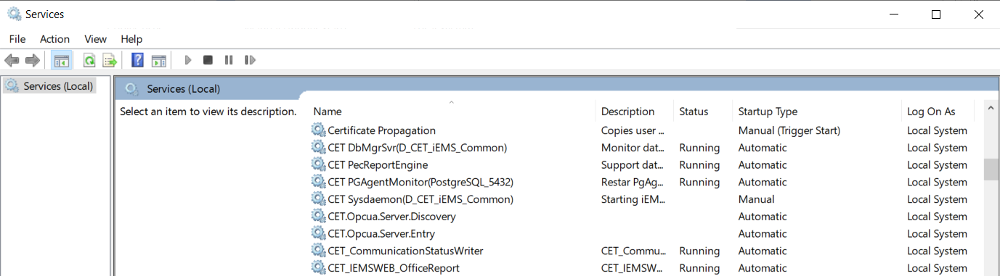 Services
File Action View Help
Services (Local)
Services (Local)
Select an item to view its description.
Name Description Status Startup Type Log On As
Certificate Propagation Copies user ... Manual (Trigger Start) Local System
CET DbMgrSvr(D_CET_iEMS_Common) Monitor dat... Running Automatic Local System
CET PecReportEngine Support dat... Running Automatic Local System
CET PGAgentMonitor(PostgreSQL_5432) Restar PgAg... Running Automatic Local System
CET Sysdaemon(D_CET_iEMS_Common) Starting iEM... Manual Local System
CET.Opcua.Server.Discovery Automatic Local System
CET.Opcua.Server.Entry Automatic Local System
CET_CommunicationStatusWriter CET_Commu... Running Automatic Local System
CET_IEMSWEB_OfficeReport CET_IEMSW... Running Automatic Local System